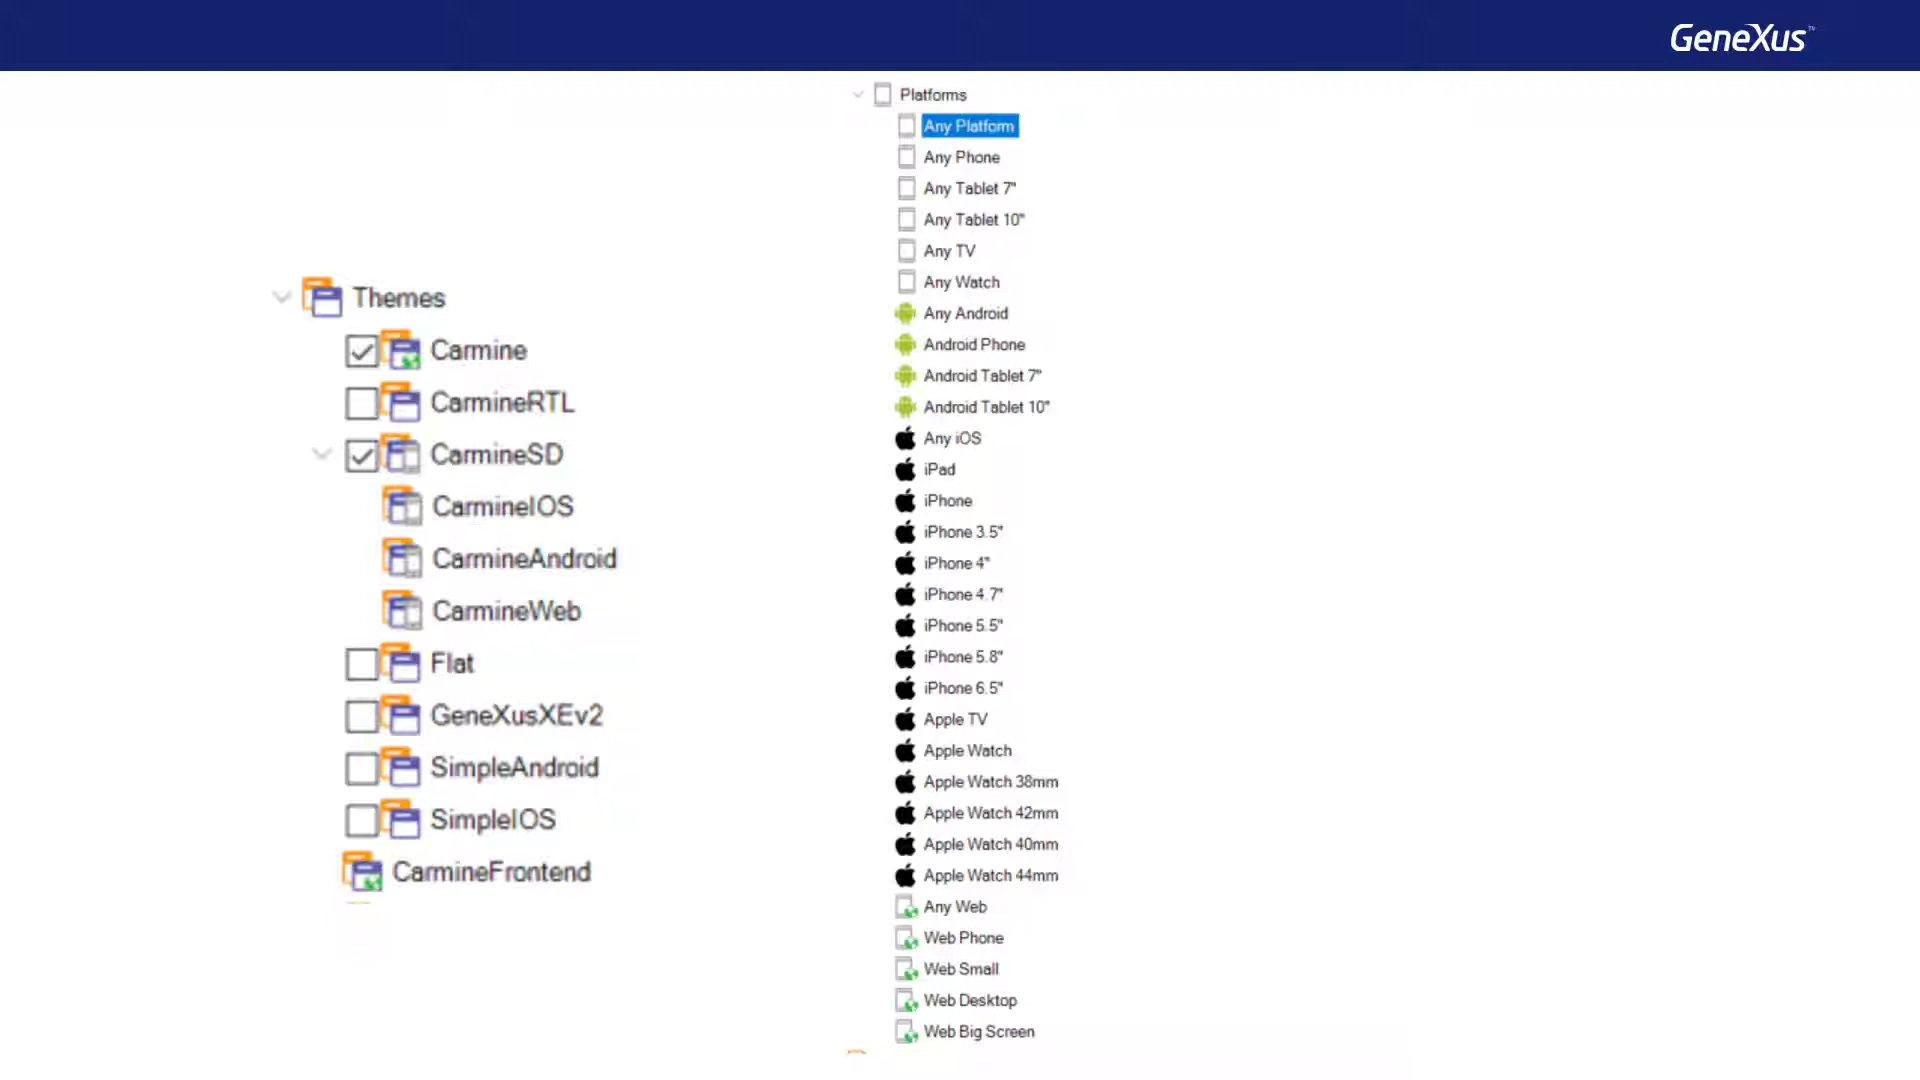 GeneXus™
Themes
Carmine
CarmineRTL
CarmineSD
CarmineIOS
CarmineAndroid
CarmineWeb
Flat
GeneXusXEv2
SimpleAndroid
SimpleIOS
CarmineFrontend
Platforms
Any Platform
Any Phone
Any Tablet 7"
Any Tablet 10"
Any TV
Any Watch
Any Android
Android Phone
Android Tablet 7"
Android Tablet 10"
Any iOS
iPad
iPhone
iPhone 3.5"
iPhone 4"
iPhone 4.7"
iPhone 5.5"
iPhone 5.8"
iPhone 6.5"
Apple TV
Apple Watch
Apple Watch 38mm
Apple Watch 42mm
Apple Watch 40mm
Apple Watch 44mm
Any Web
Web Phone
Web Small
Web Desktop
Web Big Screen